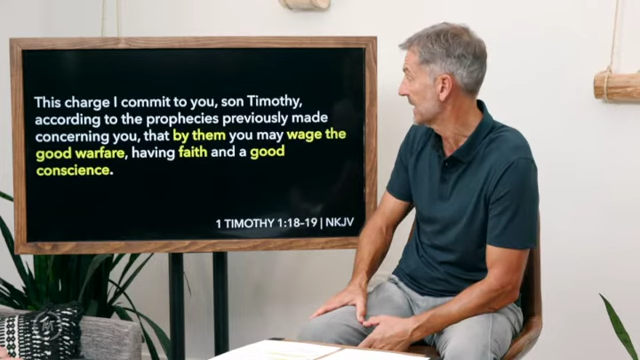 This charge I commit to you, son Timothy,
according to the prophecies previously made
concerning you, that by them you may wage the
good warfare, having faith and a good
conscience.
1 TIMOTHY 1:18-19 | NKJV